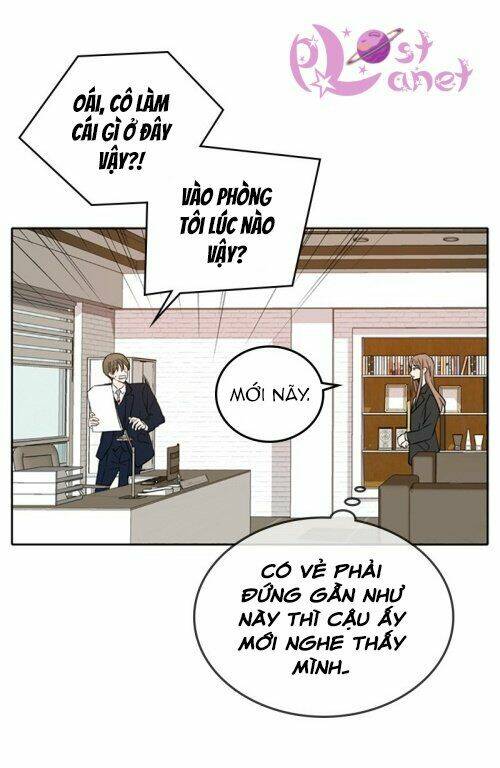 Lost
Planet
OÁI, CÔ LÀM
CÁI GÌ Ở ĐÂY
VẬY?!
VÀO PHÒNG
TÔI LÚC NÀO
VẬY?
MỚI NÃY.
CÓ VẺ PHẢI
ĐỨNG GẦN NHƯ
NÀY THÌ CẬU ẤY
MỚI NGHE THẤY
MÌNH...